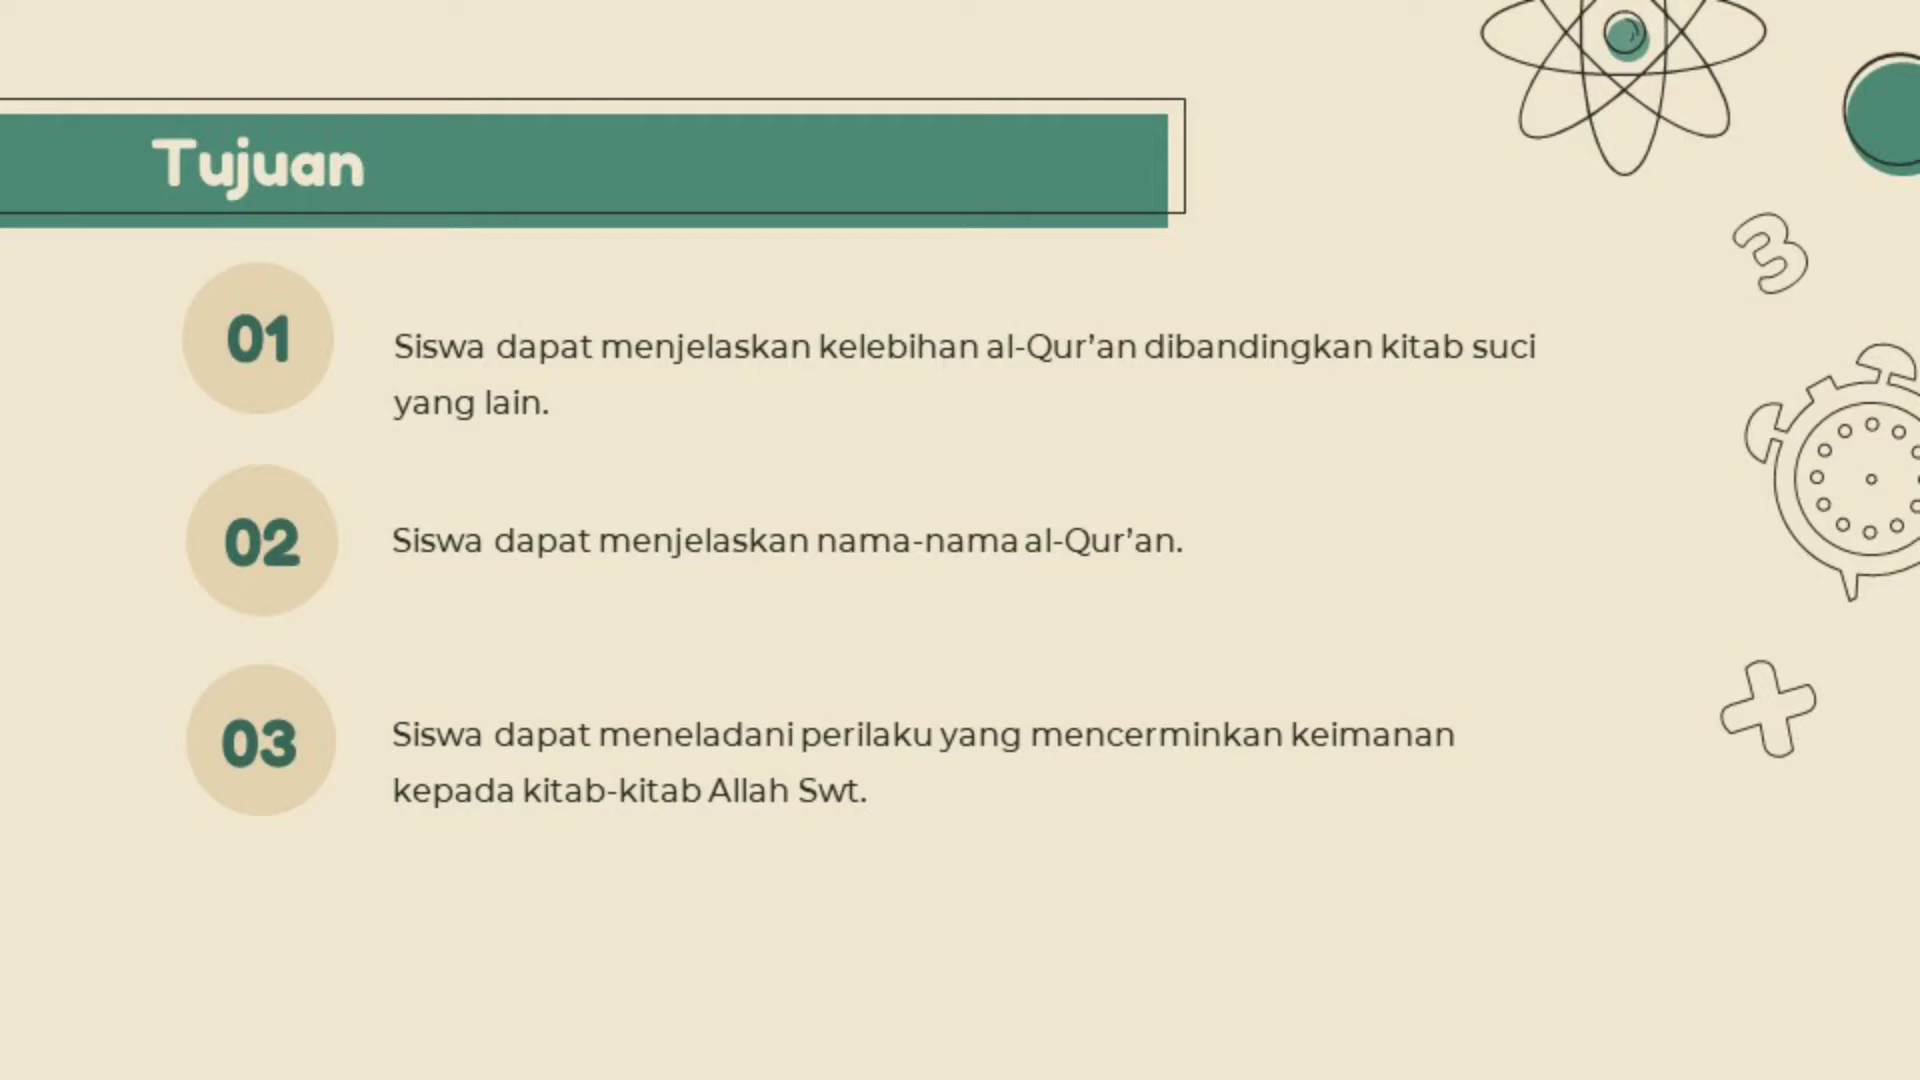 Tujuan
01
Siswa dapat menjelaskan kelebihan al-Qur’an dibandingkan kitab suci
yang lain.
02
Siswa dapat menjelaskan nama-nama al-Qur’an.
03
Siswa dapat meneladani perilaku yang mencerminkan keimanan
kepada kitab-kitab Allah Swt.
3